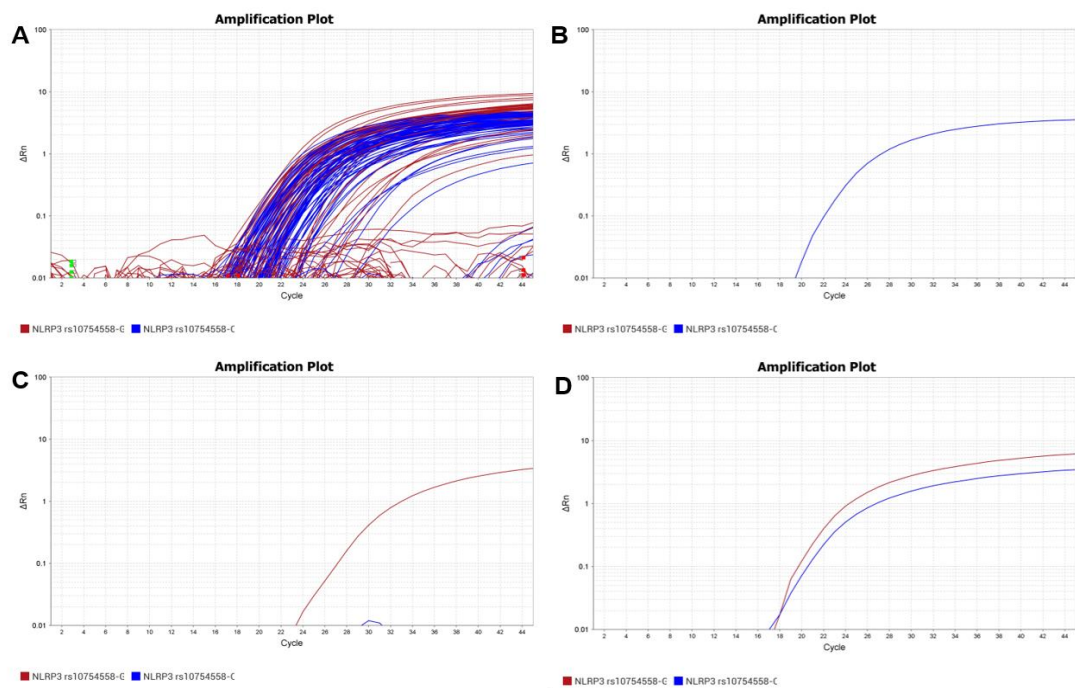 A
Amplification Plot
100
10
1
0.1
0.01
ΔRn
2 4 6 8 10 12 14 16 18 20 22 24 26 28 30 32 34 36 38 40 42 44
Cycle
NLRP3 rs10754558-G NLRP3 rs10754558-C
B
Amplification Plot
100
10
1
0.1
0.01
ΔRn
2 4 6 8 10 12 14 16 18 20 22 24 26 28 30 32 34 36 38 40 42 44
Cycle
NLRP3 rs10754558-G NLRP3 rs10754558-C
C
Amplification Plot
100
10
1
0.1
0.01
ΔRn
2 4 6 8 10 12 14 16 18 20 22 24 26 28 30 32 34 36 38 40 42 44
Cycle
NLRP3 rs10754558-G NLRP3 rs10754558-C
D
Amplification Plot
100
10
1
0.1
0.01
ΔRn
2 4 6 8 10 12 14 16 18 20 22 24 26 28 30 32 34 36 38 40 42 44
Cycle
NLRP3 rs10754558-G NLRP3 rs10754558-C